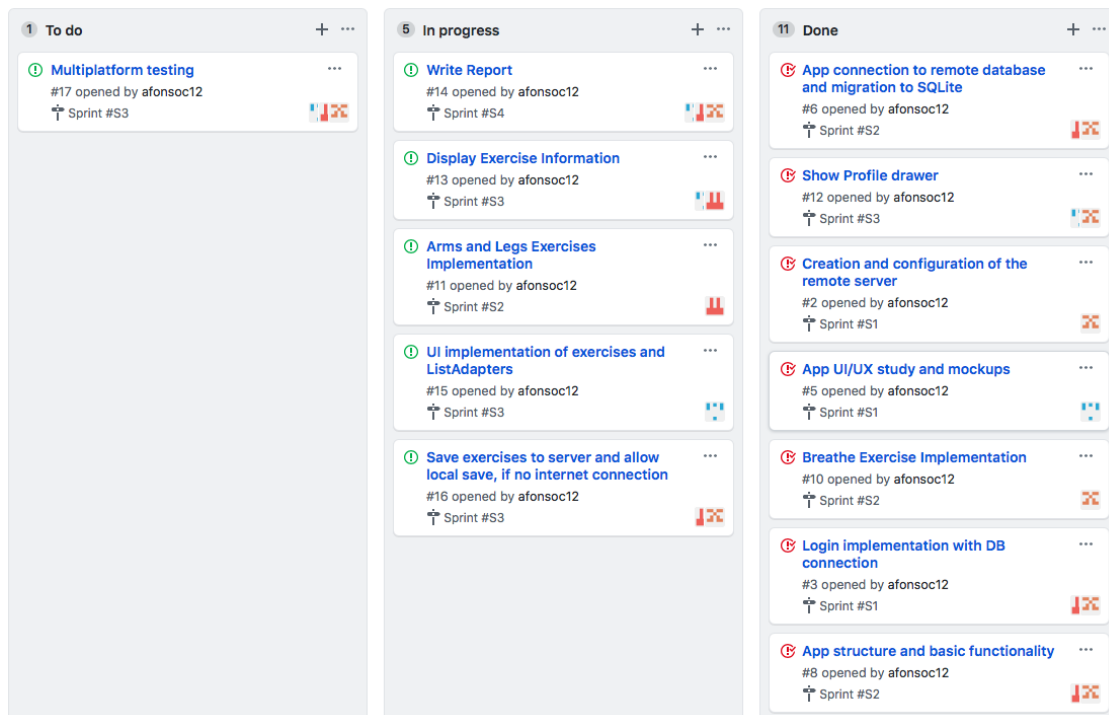 1 To do
Multiplatform testing
#17 opened by afonsoc12
Sprint #S3
5 In progress
Write Report
#14 opened by afonsoc12
Sprint #S4
Display Exercise Information
#13 opened by afonsoc12
Sprint #S3
Arms and Legs Exercises
Implementation
#11 opened by afonsoc12
Sprint #S2
UI implementation of exercises and
ListAdapters
#15 opened by afonsoc12
Sprint #S3
Save exercises to server and allow
local save, if no internet connection
#16 opened by afonsoc12
Sprint #S3
11 Done
App connection to remote database
and migration to SQLite
#6 opened by afonsoc12
Sprint #S2
Show Profile drawer
#12 opened by afonsoc12
Sprint #S3
Creation and configuration of the
remote server
#2 opened by afonsoc12
Sprint #S1
App UI/UX study and mockups
#5 opened by afonsoc12
Sprint #S1
Breathe Exercise Implementation
#10 opened by afonsoc12
Sprint #S2
Login implementation with DB
connection
#3 opened by afonsoc12
Sprint #S1
App structure and basic functionality
#8 opened by afonsoc12
Sprint #S2